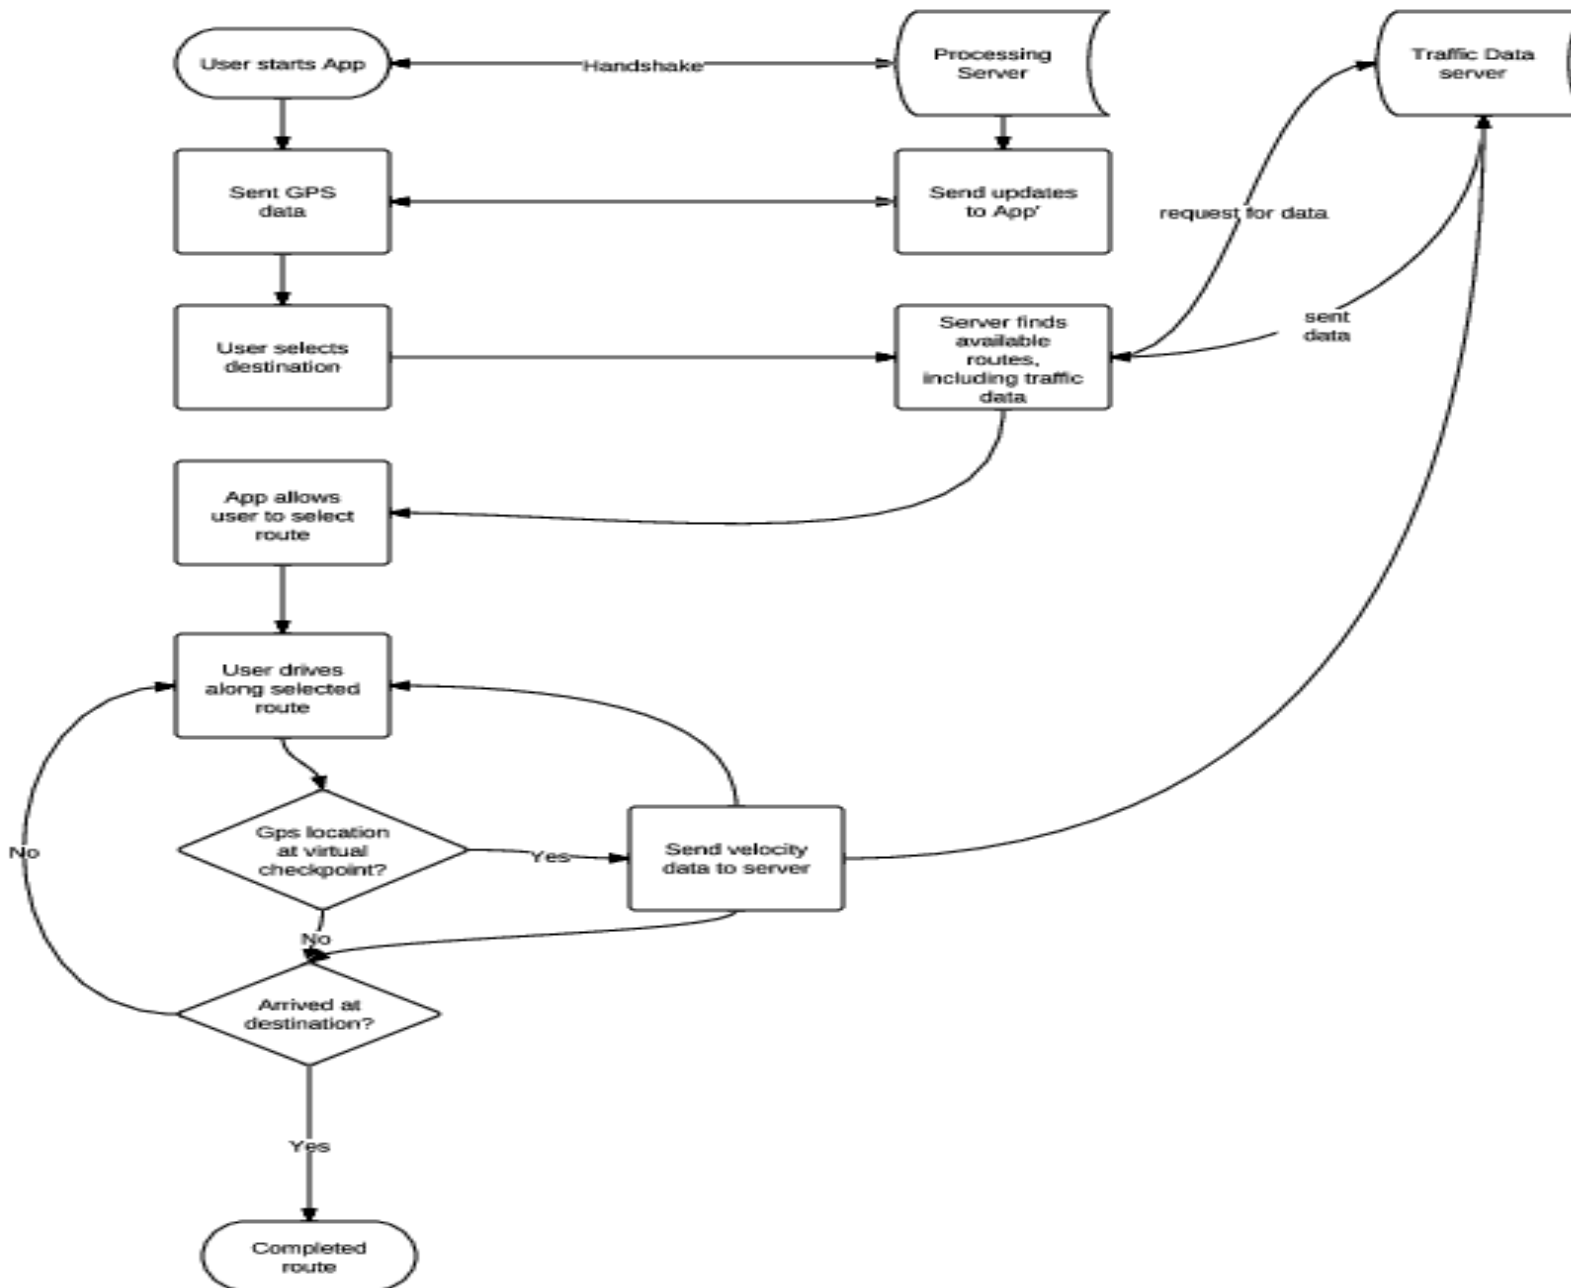 User starts App
Handshake
Processing
Server
Traffic Data
server
Sent GPS
data
Send updates
to App'
request for data
User selects
destination
Server finds
available
routes,
including traffic
data
sent
data
App allows
user to select
route
User drives
along selected
route
Gps location
at virtual
checkpoint?
Yes
Send velocity
data to server
No
No
Arrived at
destination?
Yes
Completed
route